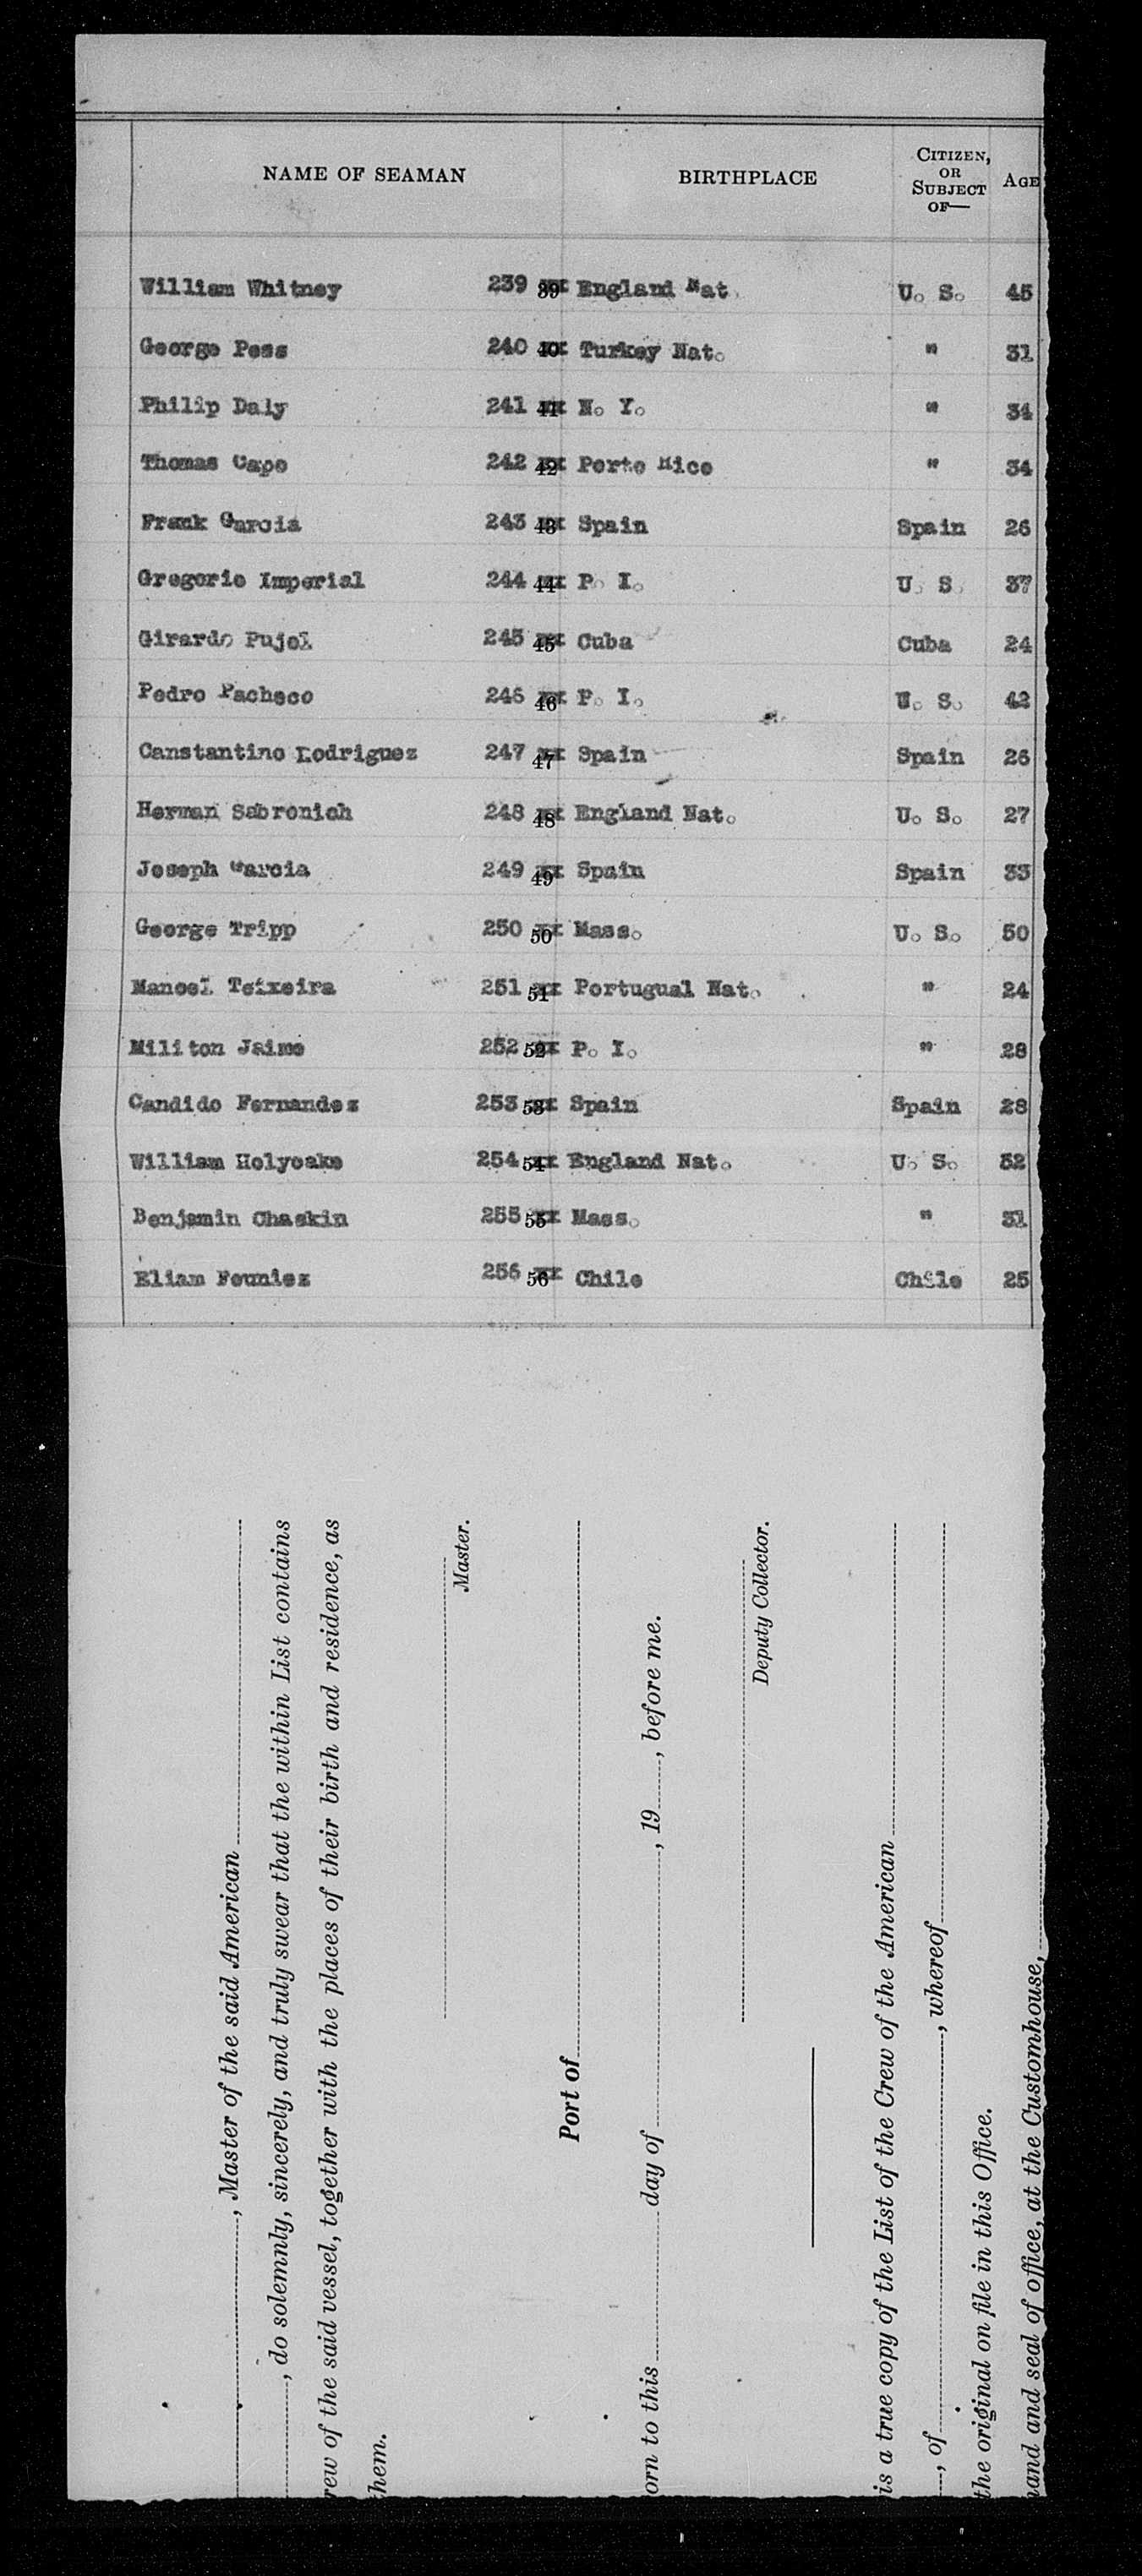 NAME OF SEAMAN BIRTHPLACE CITIZEN, OR SUBJECT OF— AGE
William Whitney 239 39 England Nat. U. S. 45
George Pess 240 40 Turkey Nat. " 31
Philip Daly 241 41 N. Y. " 34
Thomas Cape 242 42 Porto Rico " 34
Frank Garcia 243 43 Spain Spain 26
Gregorio Imperial 244 44 P. I. U. S. 37
Girardo Pujol 245 45 Cuba Cuba 24
Pedro Pacheco 246 46 P. I. U. S. 42
Canstantino Rodriguez 247 47 Spain Spain 26
Herman Sabronich 248 48 England Nat. U. S. 27
Joseph Garcia 249 49 Spain Spain 33
George Tripp 250 50 Mass. U. S. 50
Manoel Teixeira 251 51 Portugual Nat. " 24
Militon Jaime 252 52 P. I. " 28
Candido Fernandez 253 53 Spain Spain 28
William Holyoake 254 54 England Nat. U. S. 52
Benjamin Chaskin 255 55 Mass. " 31
Eliam Founiez 256 56 Chile Chile 25
, Master of the said American
, do solemnly, sincerely, and truly swear that the within List contains
rew of the said vessel, together with the places of their birth and residence, as
hem.
Master.
Port of
orn to this day of , 19 , before me.
Deputy Collector.
is a true copy of the List of the Crew of the American
, of , whereof
the original on file in this Office.
hand and seal of office, at the Customhouse,